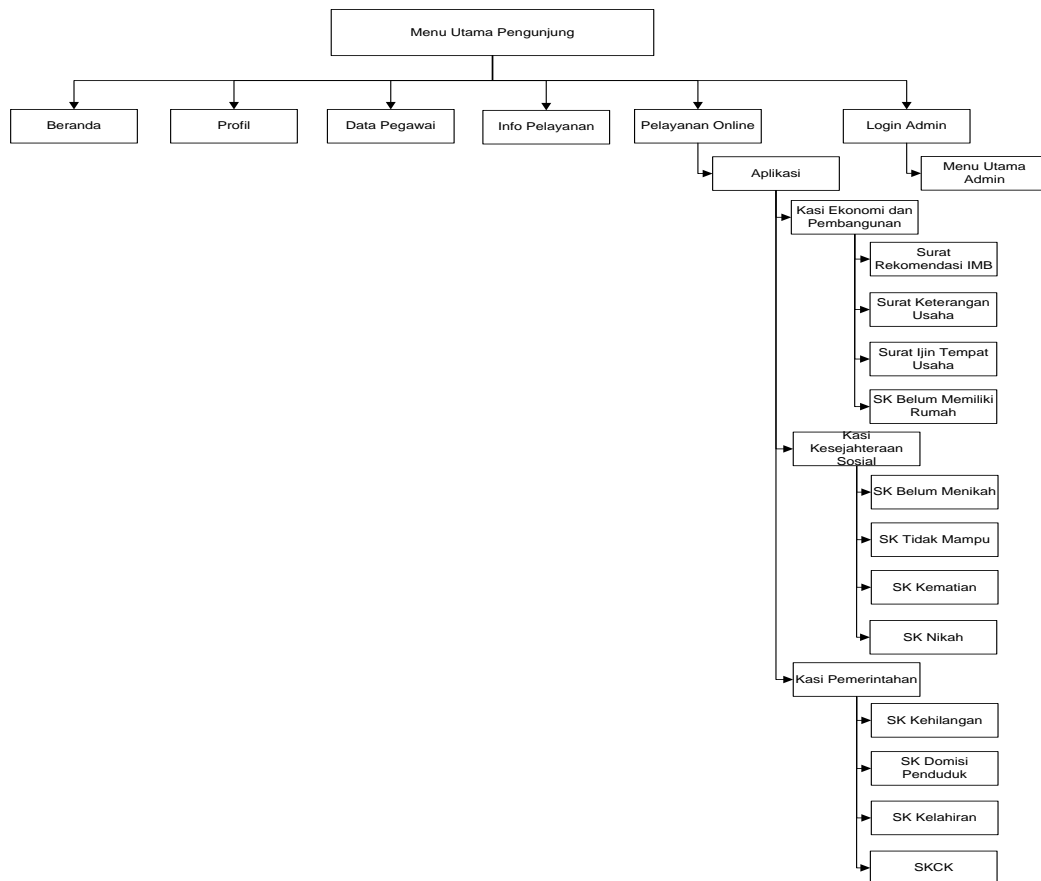 Menu Utama Pengunjung
Beranda
Profil
Data Pegawai
Info Pelayanan
Pelayanan Online
Login Admin
Aplikasi
Menu Utama
Admin
Kasi Ekonomi dan
Pembangunan
Surat
Rekomendasi IMB
Surat Keterangan
Usaha
Surat Ijin Tempat
Usaha
SK Belum Memiliki
Rumah
Kasi
Kesejahteraan
Sosial
SK Belum Menikah
SK Tidak Mampu
SK Kematian
SK Nikah
Kasi Pemerintahan
SK Kehilangan
SK Domisi
Penduduk
SK Kelahiran
SKCK